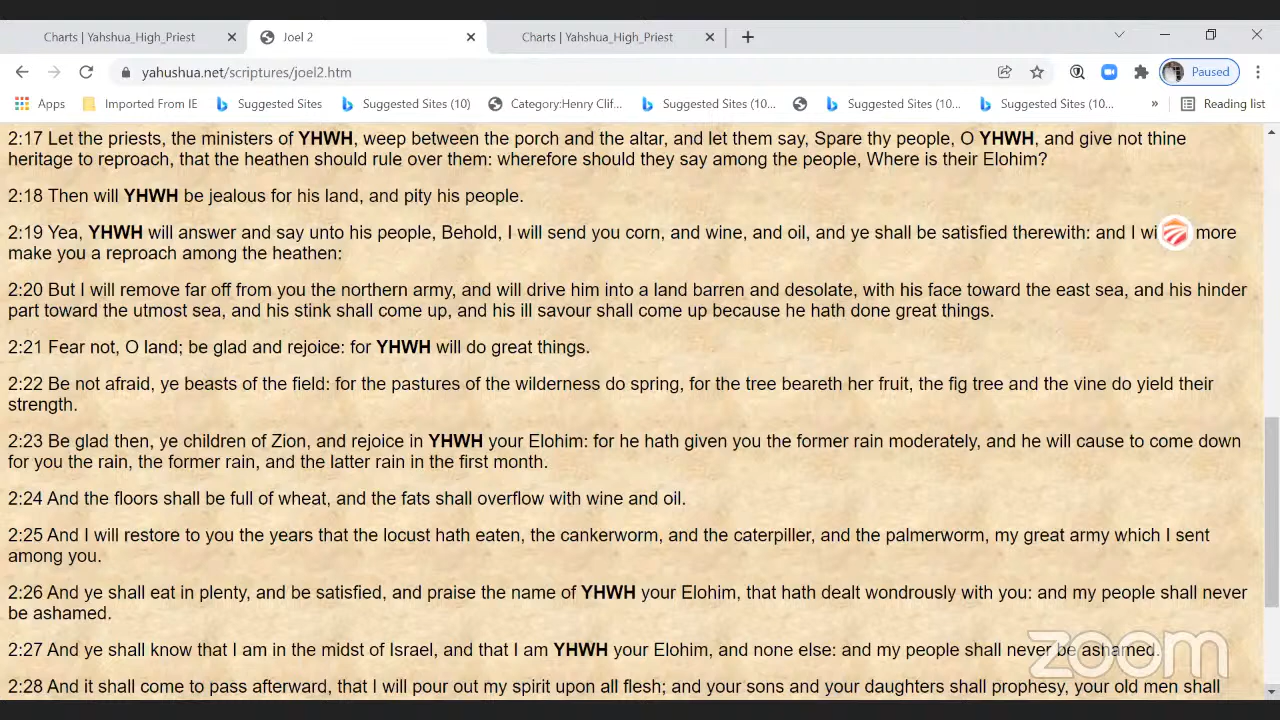 Charts | Yahshua_High_Priest
Joel 2
Charts | Yahshua_High_Priest
yahushua.net/scriptures/joel2.htm
Paused
Apps
Imported From IE
Suggested Sites
Suggested Sites (10)
Category:Henry Clif...
Suggested Sites (10...
Suggested Sites (10...
Suggested Sites (10...
»
Reading list
2:17 Let the priests, the ministers of YHWH, weep between the porch and the altar, and let them say, Spare thy people, O YHWH, and give not thine
heritage to reproach, that the heathen should rule over them: wherefore should they say among the people, Where is their Elohim?
2:18 Then will YHWH be jealous for his land, and pity his people.
2:19 Yea, YHWH will answer and say unto his people, Behold, I will send you corn, and wine, and oil, and ye shall be satisfied therewith: and I wi more
make you a reproach among the heathen:
2:20 But I will remove far off from you the northern army, and will drive him into a land barren and desolate, with his face toward the east sea, and his hinder
part toward the utmost sea, and his stink shall come up, and his ill savour shall come up because he hath done great things.
2:21 Fear not, O land; be glad and rejoice: for YHWH will do great things.
2:22 Be not afraid, ye beasts of the field: for the pastures of the wilderness do spring, for the tree beareth her fruit, the fig tree and the vine do yield their
strength.
2:23 Be glad then, ye children of Zion, and rejoice in YHWH your Elohim: for he hath given you the former rain moderately, and he will cause to come down
for you the rain, the former rain, and the latter rain in the first month.
2:24 And the floors shall be full of wheat, and the fats shall overflow with wine and oil.
2:25 And I will restore to you the years that the locust hath eaten, the cankerworm, and the caterpiller, and the palmerworm, my great army which I sent
among you.
2:26 And ye shall eat in plenty, and be satisfied, and praise the name of YHWH your Elohim, that hath dealt wondrously with you: and my people shall never
be ashamed.
2:27 And ye shall know that I am in the midst of Israel, and that I am YHWH your Elohim, and none else: and my people shall never be ashamed.
zoom
2:28 And it shall come to pass afterward, that I will pour out my spirit upon all flesh; and your sons and your daughters shall prophesy, your old men shall